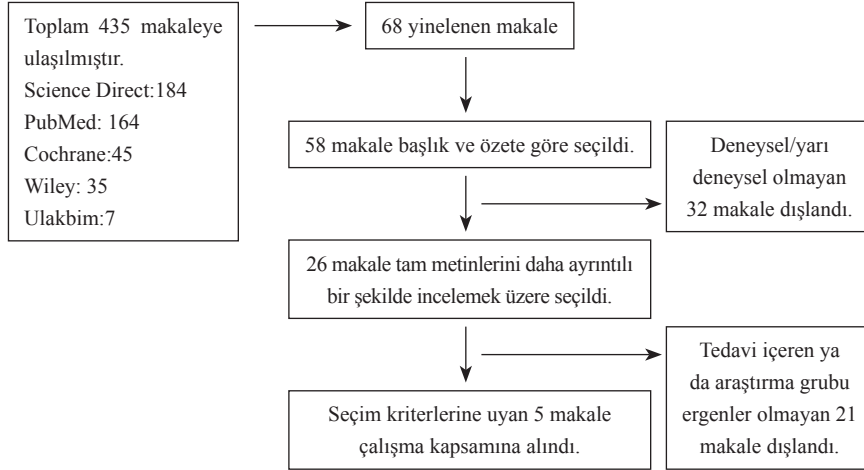 Toplam 435 makaleye
ulaşılmıştır.
Science Direct:184
PubMed: 164
Cochrane:45
Wiley: 35
Ulakbim:7
68 yinelenen makale
58 makale başlık ve özete göre seçildi.
Deneysel/yarı
deneysel olmayan
32 makale dışlandı.
26 makale tam metinlerini daha ayrıntılı
bir şekilde incelemek üzere seçildi.
Tedavi içeren ya
da araştırma grubu
ergenler olmayan 21
makale dışlandı.
Seçim kriterlerine uyan 5 makale
çalışma kapsamına alındı.